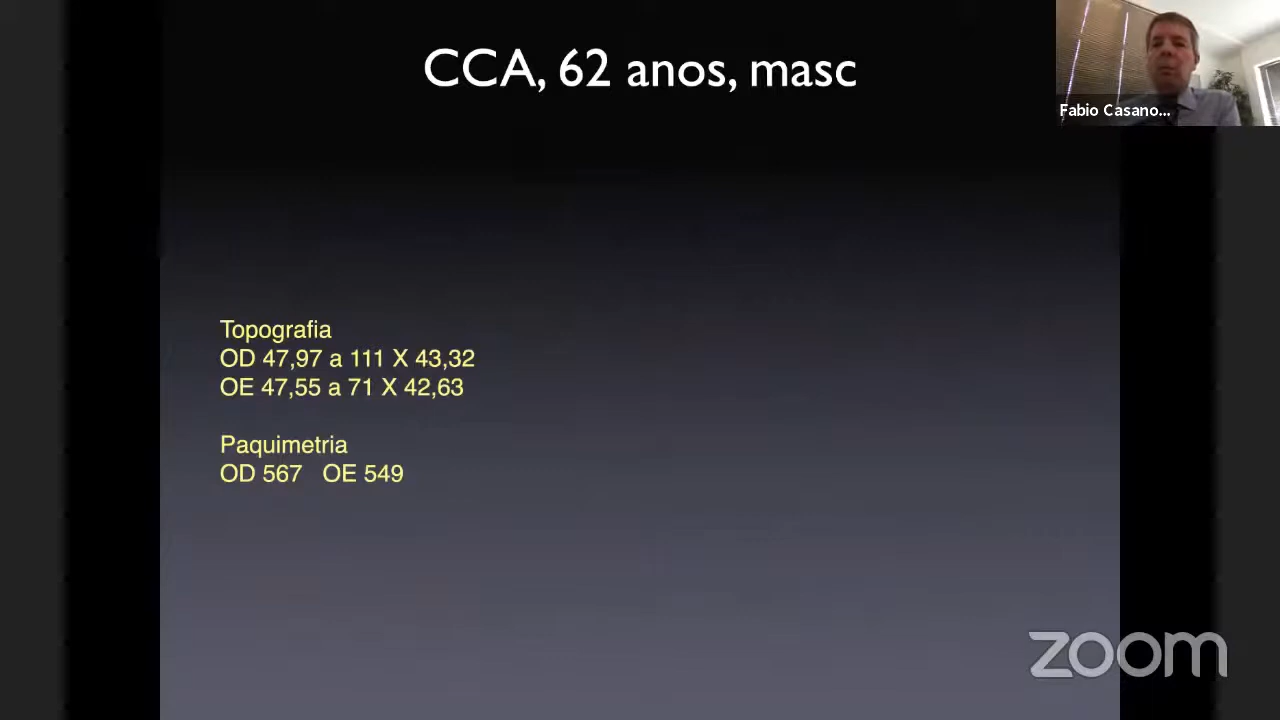 CCA, 62 anos, masc
Fabio Casano...
Topografia
OD 47,97 a 111 X 43,32
OE 47,55 a 71 X 42,63
Paquimetria
OD 567 OE 549
zoom